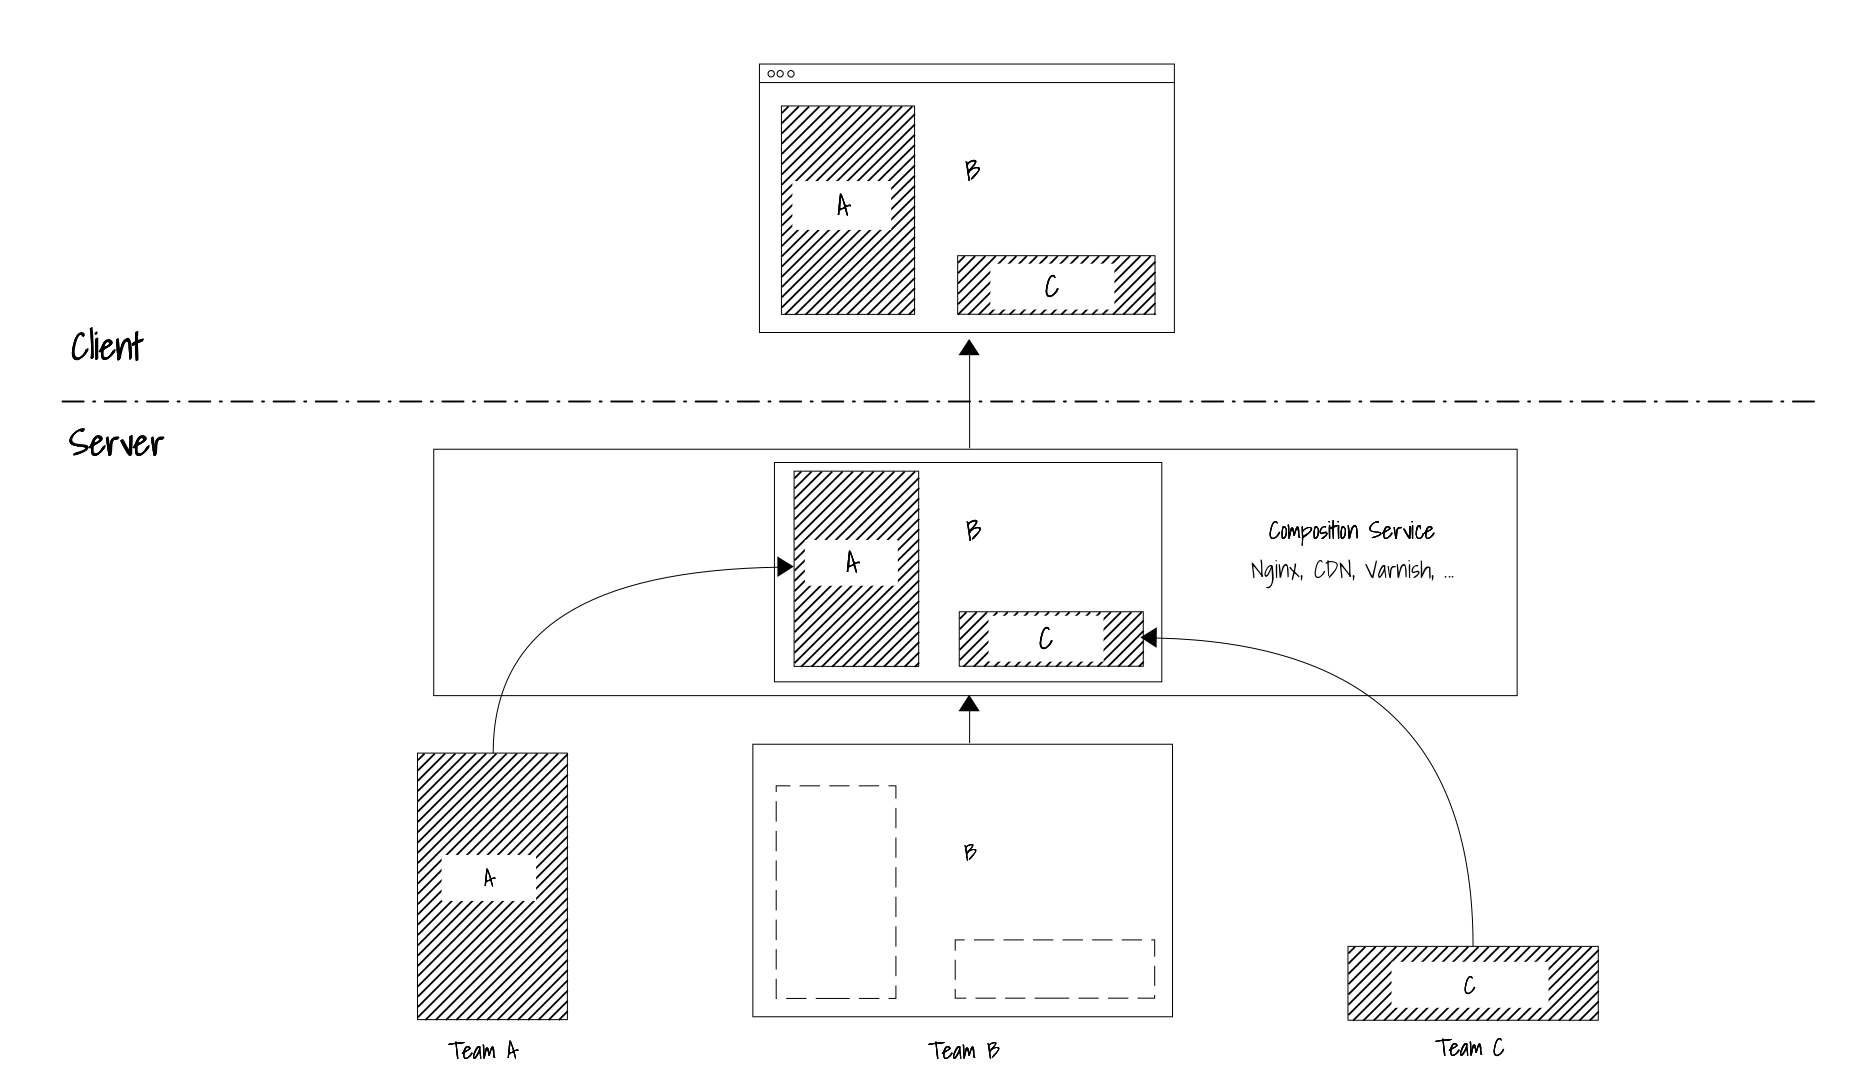 B
A
C
Client
Server
B
Composition Service
A
Nginx, CDN, Varnish, ...
C
B
A
C
Team A
Team B
Team C